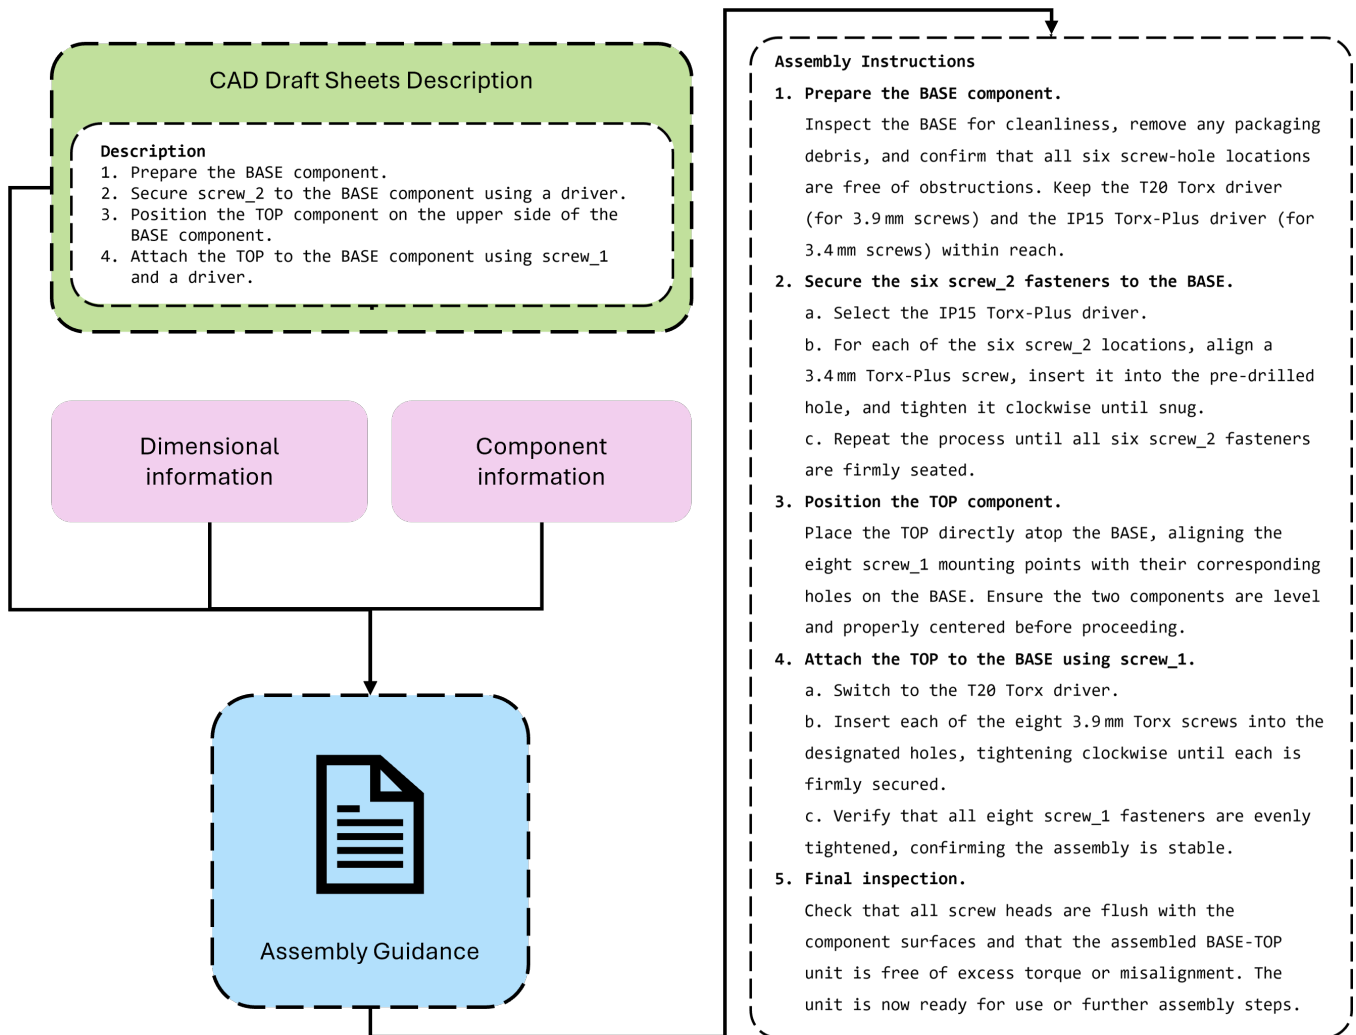 CAD Draft Sheets Description
Description
1. Prepare the BASE component.
2. Secure screw_2 to the BASE component using a driver.
3. Position the TOP component on the upper side of the
BASE component.
4. Attach the TOP to the BASE component using screw_1
and a driver.
Dimensional
information
Component
information
Assembly Guidance
Assembly Instructions
1. Prepare the BASE component.
Inspect the BASE for cleanliness, remove any packaging
debris, and confirm that all six screw-hole locations
are free of obstructions. Keep the T20 Torx driver
(for 3.9 mm screws) and the IP15 Torx-Plus driver (for
3.4 mm screws) within reach.
2. Secure the six screw_2 fasteners to the BASE.
a. Select the IP15 Torx-Plus driver.
b. For each of the six screw_2 locations, align a
3.4 mm Torx-Plus screw, insert it into the pre-drilled
hole, and tighten it clockwise until snug.
c. Repeat the process until all six screw_2 fasteners
are firmly seated.
3. Position the TOP component.
Place the TOP directly atop the BASE, aligning the
eight screw_1 mounting points with their corresponding
holes on the BASE. Ensure the two components are level
and properly centered before proceeding.
4. Attach the TOP to the BASE using screw_1.
a. Switch to the T20 Torx driver.
b. Insert each of the eight 3.9 mm Torx screws into the
designated holes, tightening clockwise until each is
firmly secured.
c. Verify that all eight screw_1 fasteners are evenly
tightened, confirming the assembly is stable.
5. Final inspection.
Check that all screw heads are flush with the
component surfaces and that the assembled BASE-TOP
unit is free of excess torque or misalignment. The
unit is now ready for use or further assembly steps.